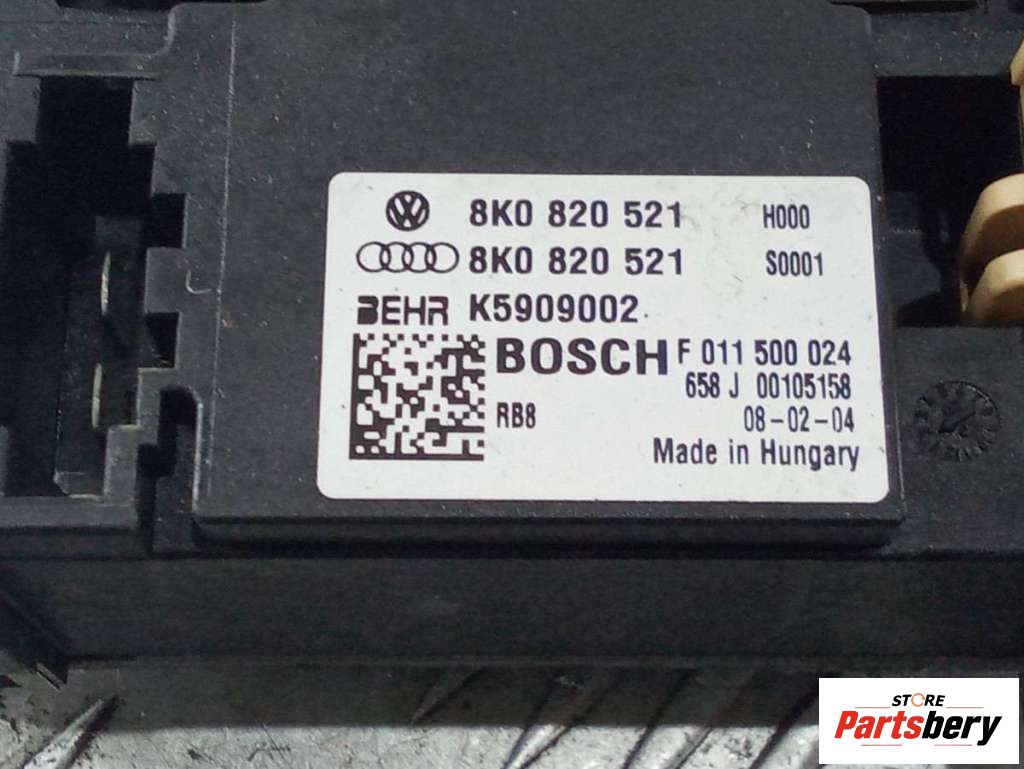 8K0 820 521 H000
8K0 820 521 S0001
BEHR K5909002
BOSCH F 011 500 024
658 J 00105158
RB8 08-02-04
Made in Hungary
STORE
Partsbery